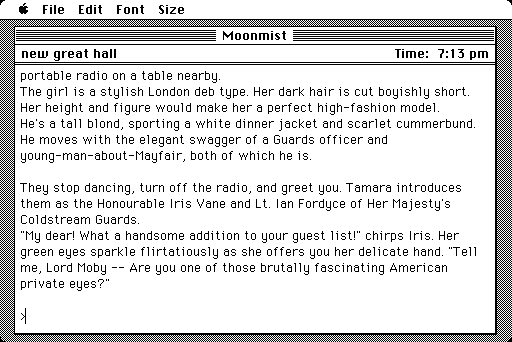 File Edit Font Size
Moonmist
new great hall Time: 7:13 pm
portable radio on a table nearby.
The girl is a stylish London deb type. Her dark hair is cut boyishly short.
Her height and figure would make her a perfect high-fashion model.
He's a tall blond, sporting a white dinner jacket and scarlet cummerbund.
He moves with the elegant swagger of a Guards officer and
young-man-about-Mayfair, both of which he is.
They stop dancing, turn off the radio, and greet you. Tamara introduces
them as the Honourable Iris Vane and Lt. Ian Fordyce of Her Majesty's
Coldstream Guards.
"My dear! What a handsome addition to your guest list!" chirps Iris. Her
green eyes sparkle flirtatiously as she offers you her delicate hand. "Tell
me, Lord Moby -- Are you one of those brutally fascinating American
private eyes?"
>